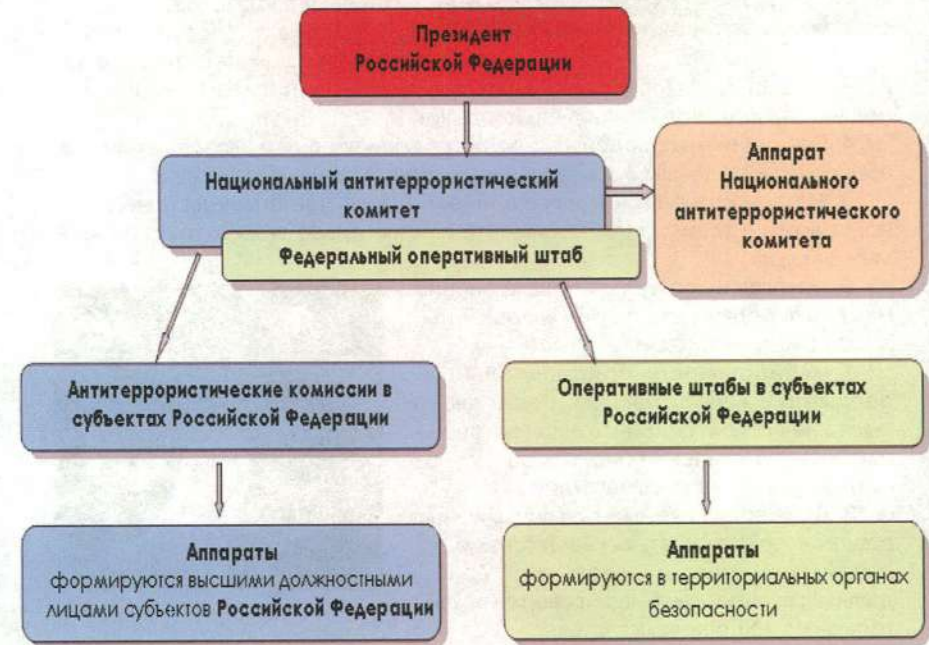 Президент
Российской Федерации
Национальный антитеррористический
комитет
Аппарат
Национального
антитеррористического
комитета
Федеральный оперативный штаб
Антитеррористические комиссии в
субъектах Российской Федерации
Оперативные штабы в субъектах
Российской Федерации
Аппараты
формируются высшими должностными
лицами субъектов Российской Федерации
Аппараты
формируются в территориальных органах
безопасности